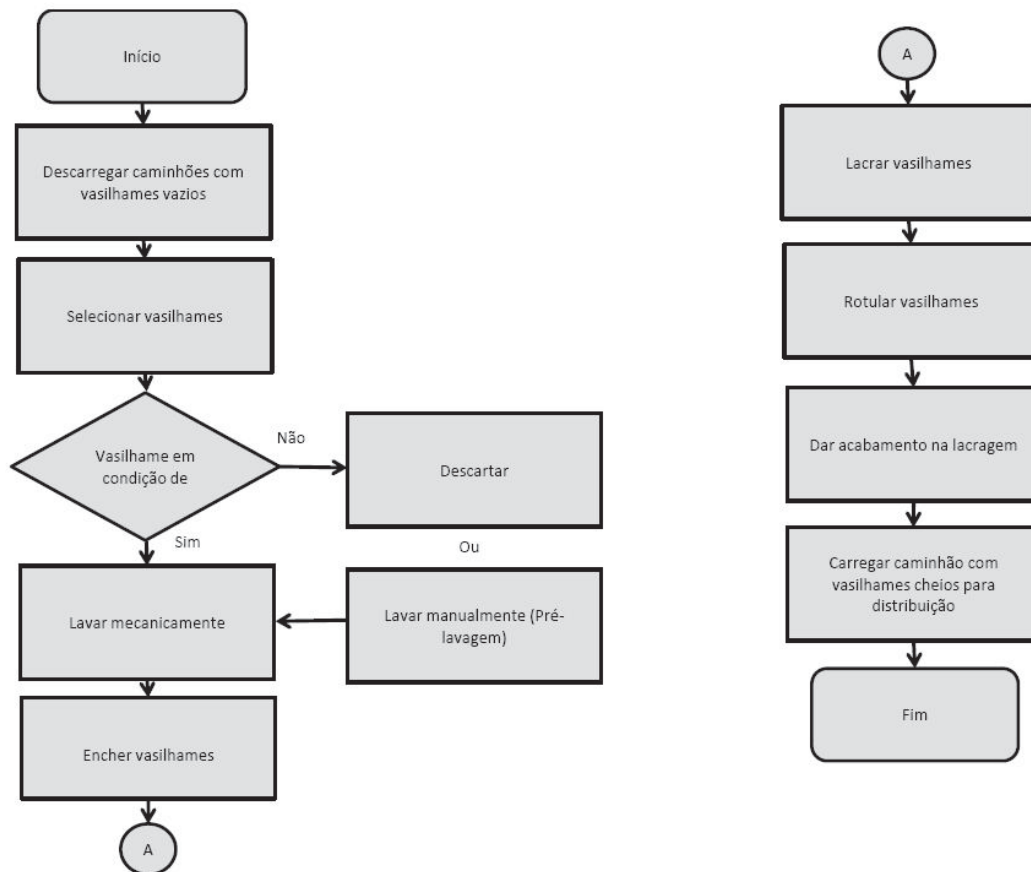 Início
Descarregar caminhões com
vasilhames vazios
Selecionar vasilhames
Vasilhame em
condição de
Não
Descartar
Sim
Ou
Lavar mecanicamente
Lavar manualmente (Pré-
lavagem)
Encher vasilhames
A
A
Lacrar vasilhames
Rotular vasilhames
Dar acabamento na lacragem
Carregar caminhão com
vasilhames cheios para
distribuição
Fim